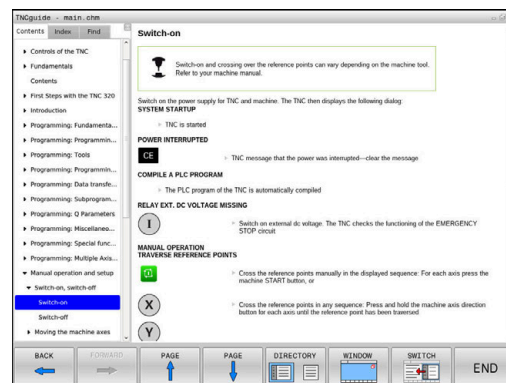 TNCguide - main.chm
Contents Index Find
Controls of the TNC
Fundamentals
Contents
First Steps with the TNC 320
Introduction
Programming: Fundamenta...
Programming: Programmin...
Programming: Tools
Programming: Programmin...
Programming: Data transfe...
Programming: Subprogram...
Programming: Q Parameters
Programming: Miscellaneo...
Programming: Special func...
Programming: Multiple Axis...
Manual operation and setup
Switch-on, switch-off
Switch-on
Switch-off
Moving the machine axes
Switch-on
Switch-on and crossing over the reference points can vary depending on the machine tool.
Refer to your machine manual.
Switch on the power supply for TNC and machine. The TNC then displays the following dialog:
SYSTEM STARTUP
TNC is started
POWER INTERRUPTED
CE
TNC message that the power was interrupted—clear the message
COMPILE A PLC PROGRAM
The PLC program of the TNC is automatically compiled
RELAY EXT. DC VOLTAGE MISSING
I
Switch on external dc voltage. The TNC checks the functioning of the EMERGENCY
STOP circuit
MANUAL OPERATION
TRAVERSE REFERENCE POINTS
Cross the reference points manually in the displayed sequence: For each axis press the
machine START button, or
X
Cross the reference points in any sequence: Press and hold the machine axis direction
button for each axis until the reference point has been traversed
Y
BACK FORWARD PAGE PAGE DIRECTORY WINDOW SWITCH END